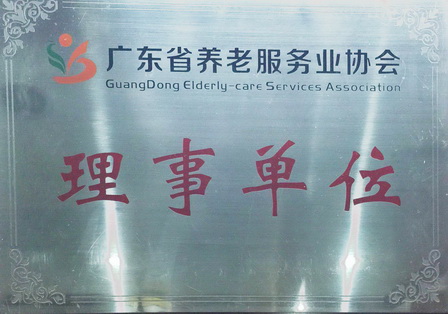 广东省养老服务业协会
GuangDong Elderly-care Services Association
理事单位